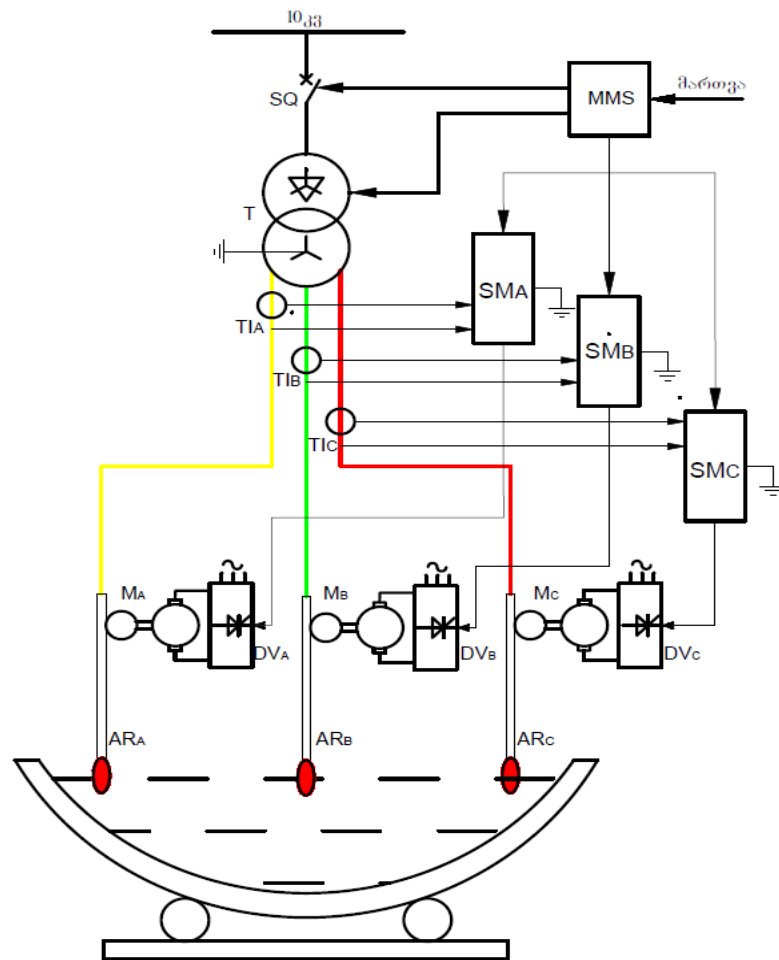 10კვ
SQ
MMS
მართვა
T
SMA
TIA
SMB
TIB
TIC
SMC
MA
MB
MC
DVA
DVB
DVC
ARA
ARB
ARC